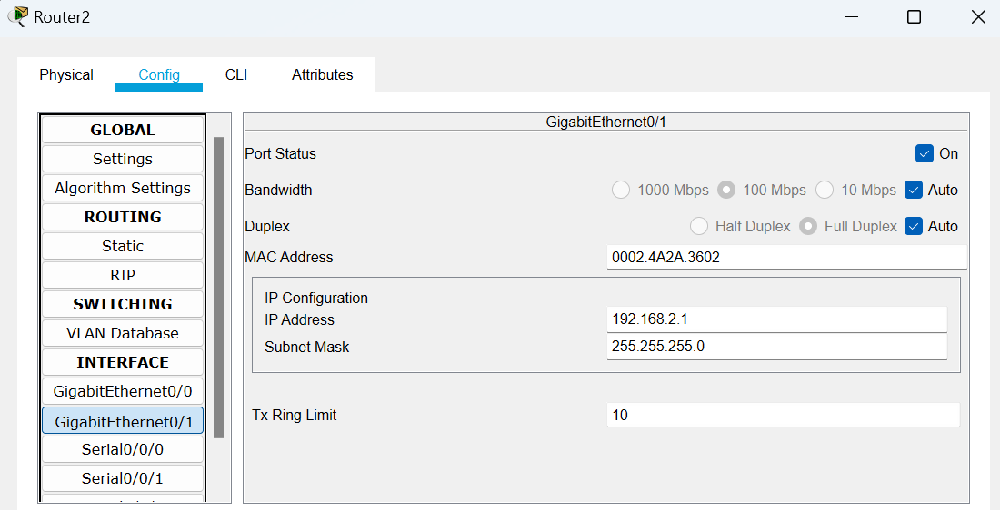 Router2
Physical Config CLI Attributes
GLOBAL
Settings
Algorithm Settings
ROUTING
Static
RIP
SWITCHING
VLAN Database
INTERFACE
GigabitEthernet0/0
GigabitEthernet0/1
Serial0/0/0
Serial0/0/1
GigabitEthernet0/1
Port Status On
Bandwidth 1000 Mbps 100 Mbps 10 Mbps Auto
Duplex Half Duplex Full Duplex Auto
MAC Address 0002.4A2A.3602
IP Configuration
IP Address 192.168.2.1
Subnet Mask 255.255.255.0
Tx Ring Limit 10